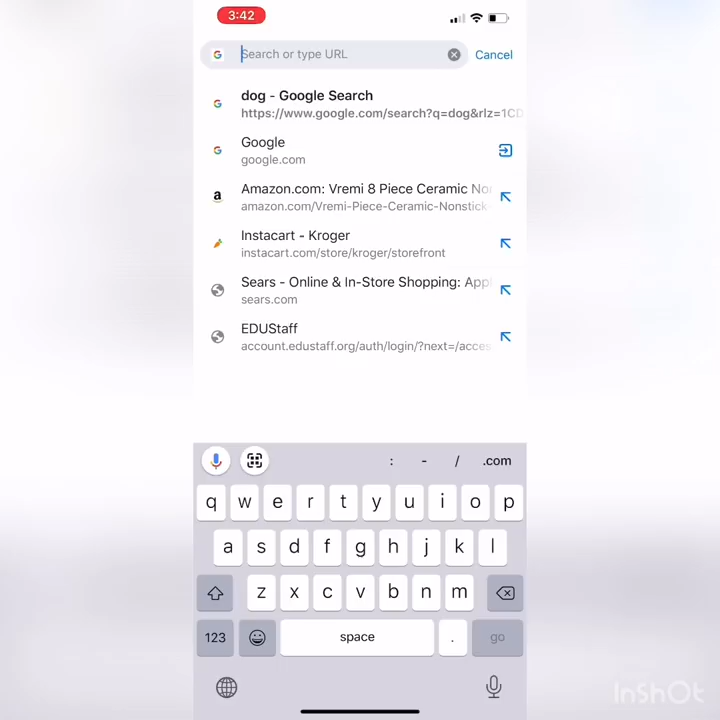 3:42
Search or type URL
Cancel
dog - Google Search
https://www.google.com/search?q=dog&rlz=1CD
Google
google.com
Amazon.com: Vremi 8 Piece Ceramic No
amazon.com/Vremi-Piece-Ceramic-Nonstick
Instacart - Kroger
instacart.com/store/kroger/storefront
Sears - Online & In-Store Shopping: Appl
sears.com
EDUStaff
account.edustaff.org/auth/login/?next=/acces
: - / .com
q w e r t y u i o p
a s d f g h j k l
z x c v b n m
123 space . go
InShOt